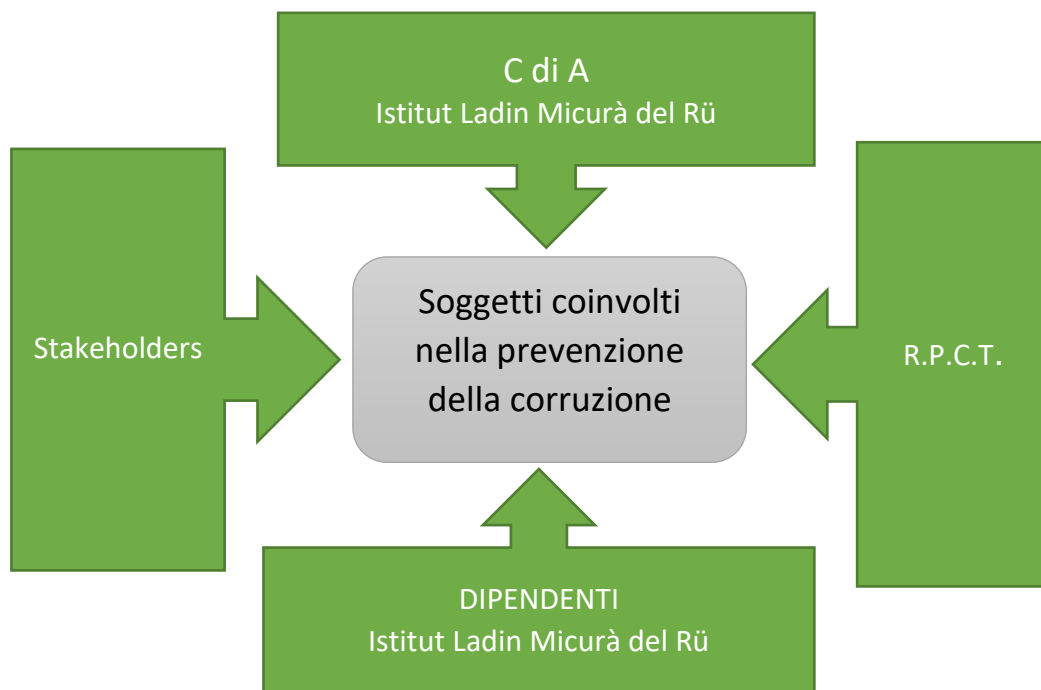 C di A
Istitut Ladin Micurà del Rü
Stakeholders
Soggetti coinvolti
nella prevenzione
della corruzione
R.P.C.T.
DIPENDENTI
Istitut Ladin Micurà del Rü